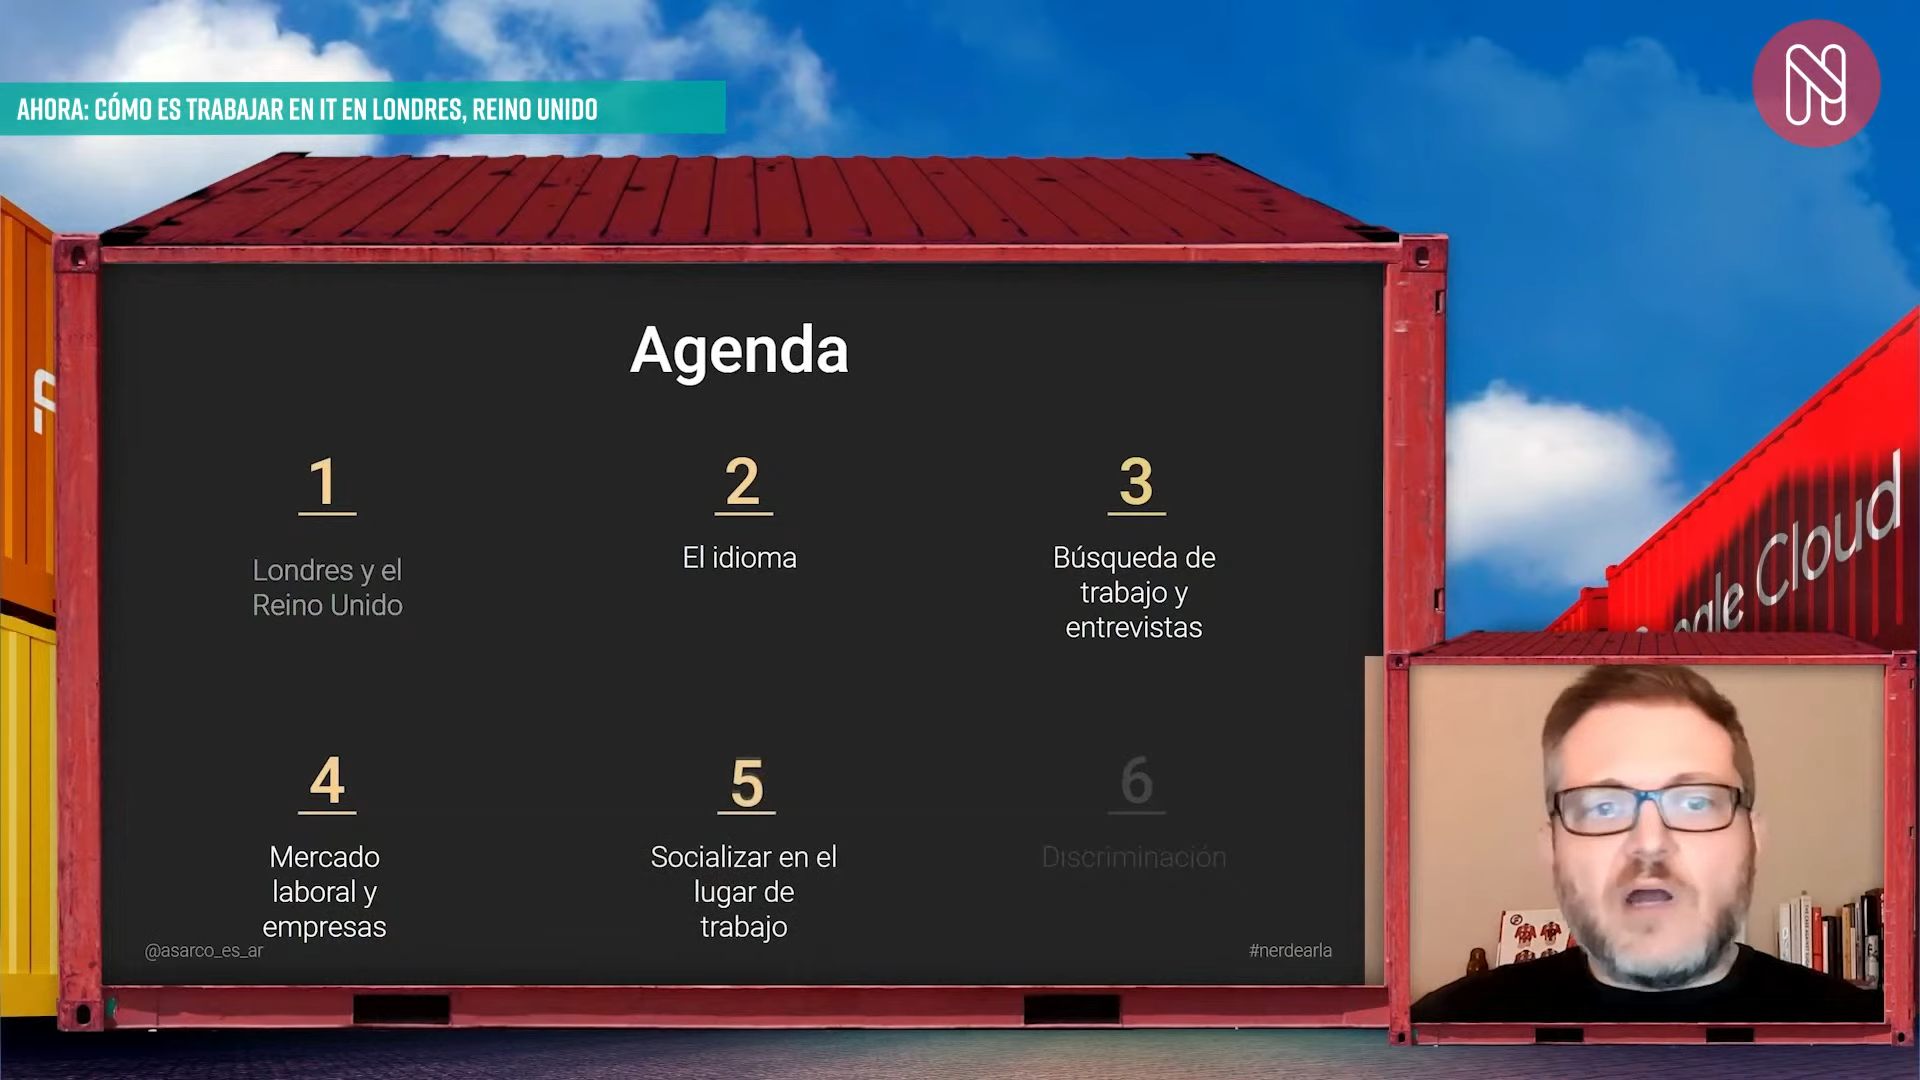 AHORA: CÓMO ES TRABAJAR EN IT EN LONDRES, REINO UNIDO
Agenda
1
Londres y el
Reino Unido
2
El idioma
3
Búsqueda de
trabajo y
entrevistas
4
Mercado
laboral y
empresas
5
Socializar en el
lugar de
trabajo
6
Discriminación
@asarco_es_ar
#nerdearla
Cloud